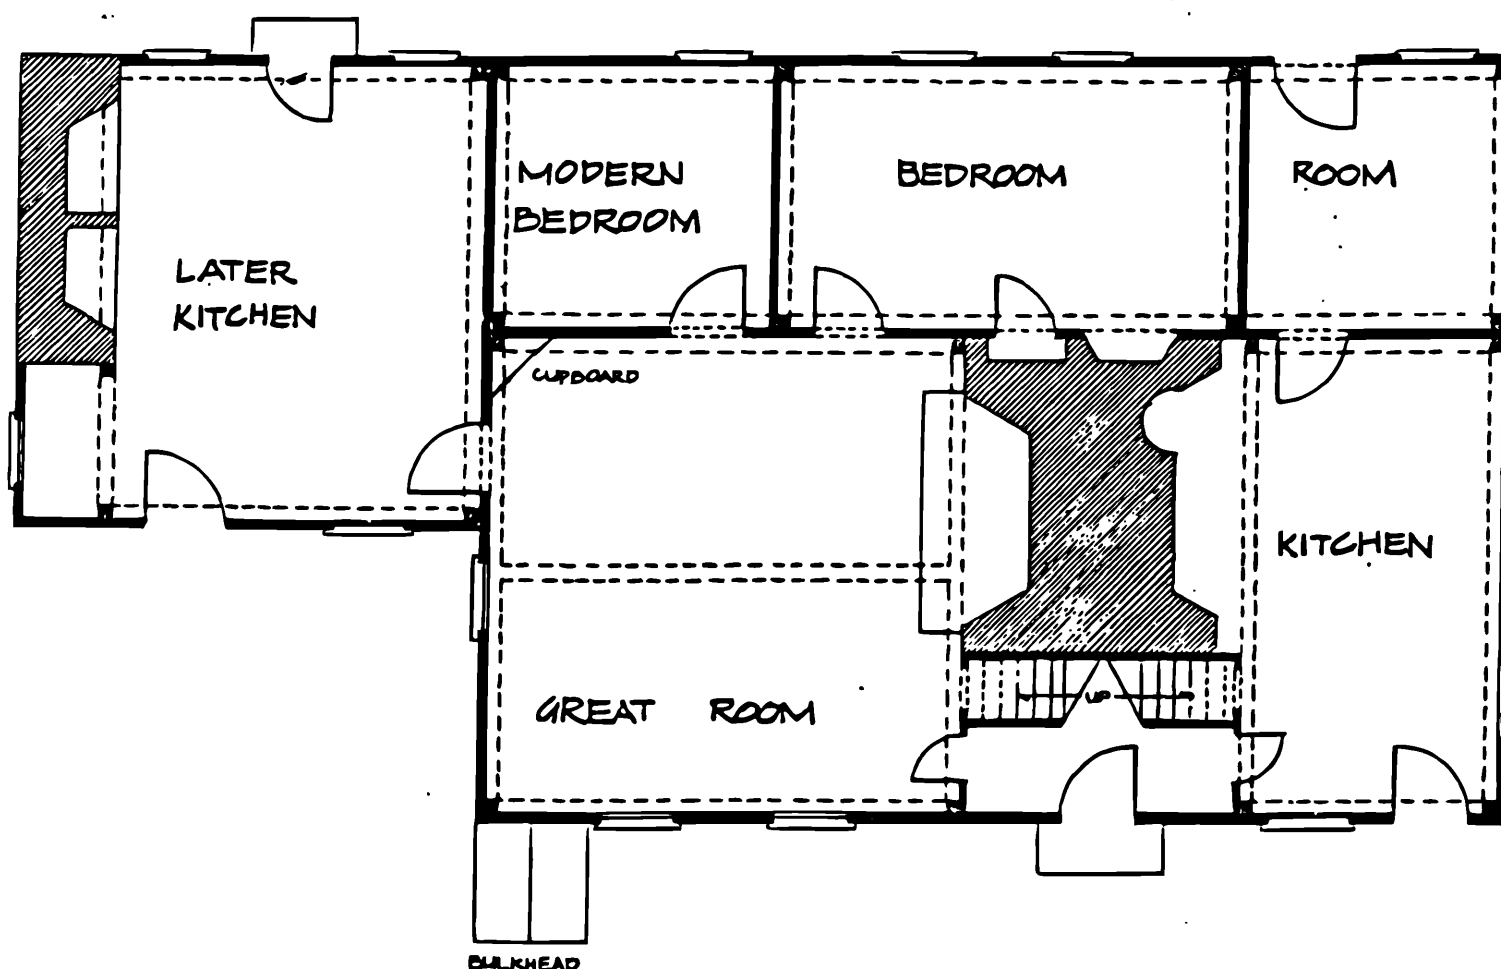 MODERN
BEDROOM
BEDROOM
ROOM
LATER
KITCHEN
CUPBOARD
KITCHEN
GREAT ROOM
UP
BULKHEAD